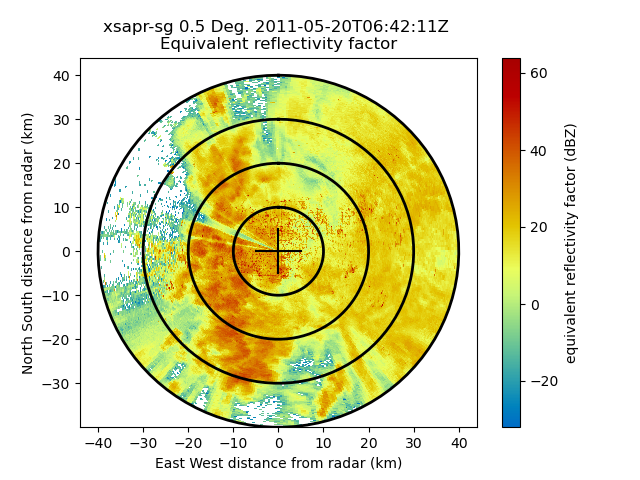 xsapr-sg 0.5 Deg. 2011-05-20T06:42:11Z
Equivalent reflectivity factor
North South distance from radar (km)
40
30
20
10
0
−10
−20
−30
−40 −30 −20 −10 0 10 20 30 40
East West distance from radar (km)
60
40
20
0
−20
equivalent reflectivity factor (dBZ)